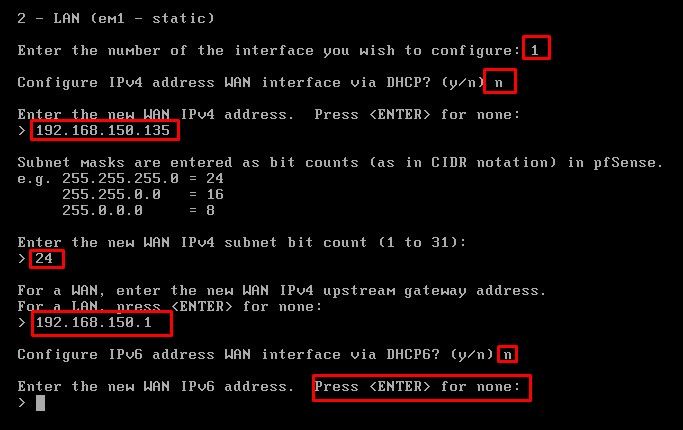 2 - LAN (em1 - static)
Enter the number of the interface you wish to configure: 1
Configure IPv4 address WAN interface via DHCP? (y/n) n
Enter the new WAN IPv4 address.  Press <ENTER> for none:
> 192.168.150.135
Subnet masks are entered as bit counts (as in CIDR notation) in pfSense.
e.g. 255.255.255.0 = 24
255.255.0.0   = 16
255.0.0.0     = 8
Enter the new WAN IPv4 subnet bit count (1 to 31):
> 24
For a WAN, enter the new WAN IPv4 upstream gateway address.
For a LAN, press <ENTER> for none:
> 192.168.150.1
Configure IPv6 address WAN interface via DHCP6? (y/n) n
Enter the new WAN IPv6 address.  Press <ENTER> for none:
>